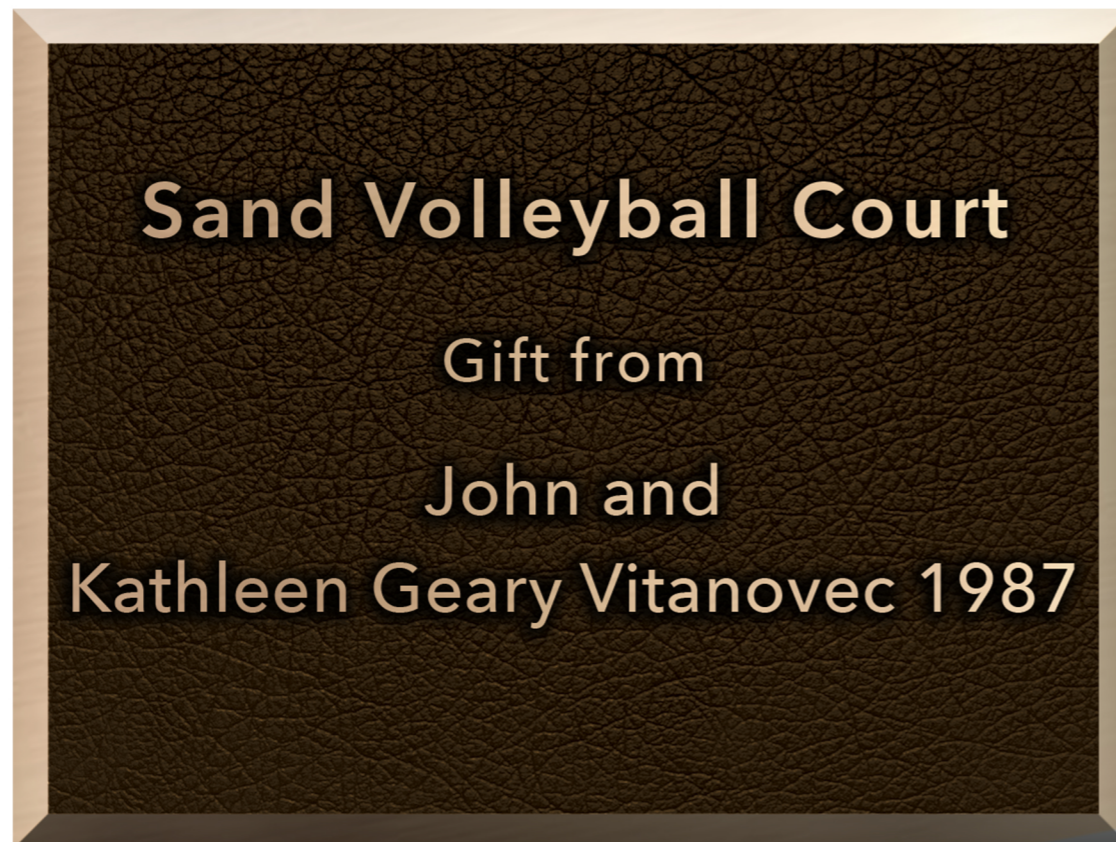 Sand Volleyball Court
Gift from
John and
Kathleen Geary Vitanovec 1987